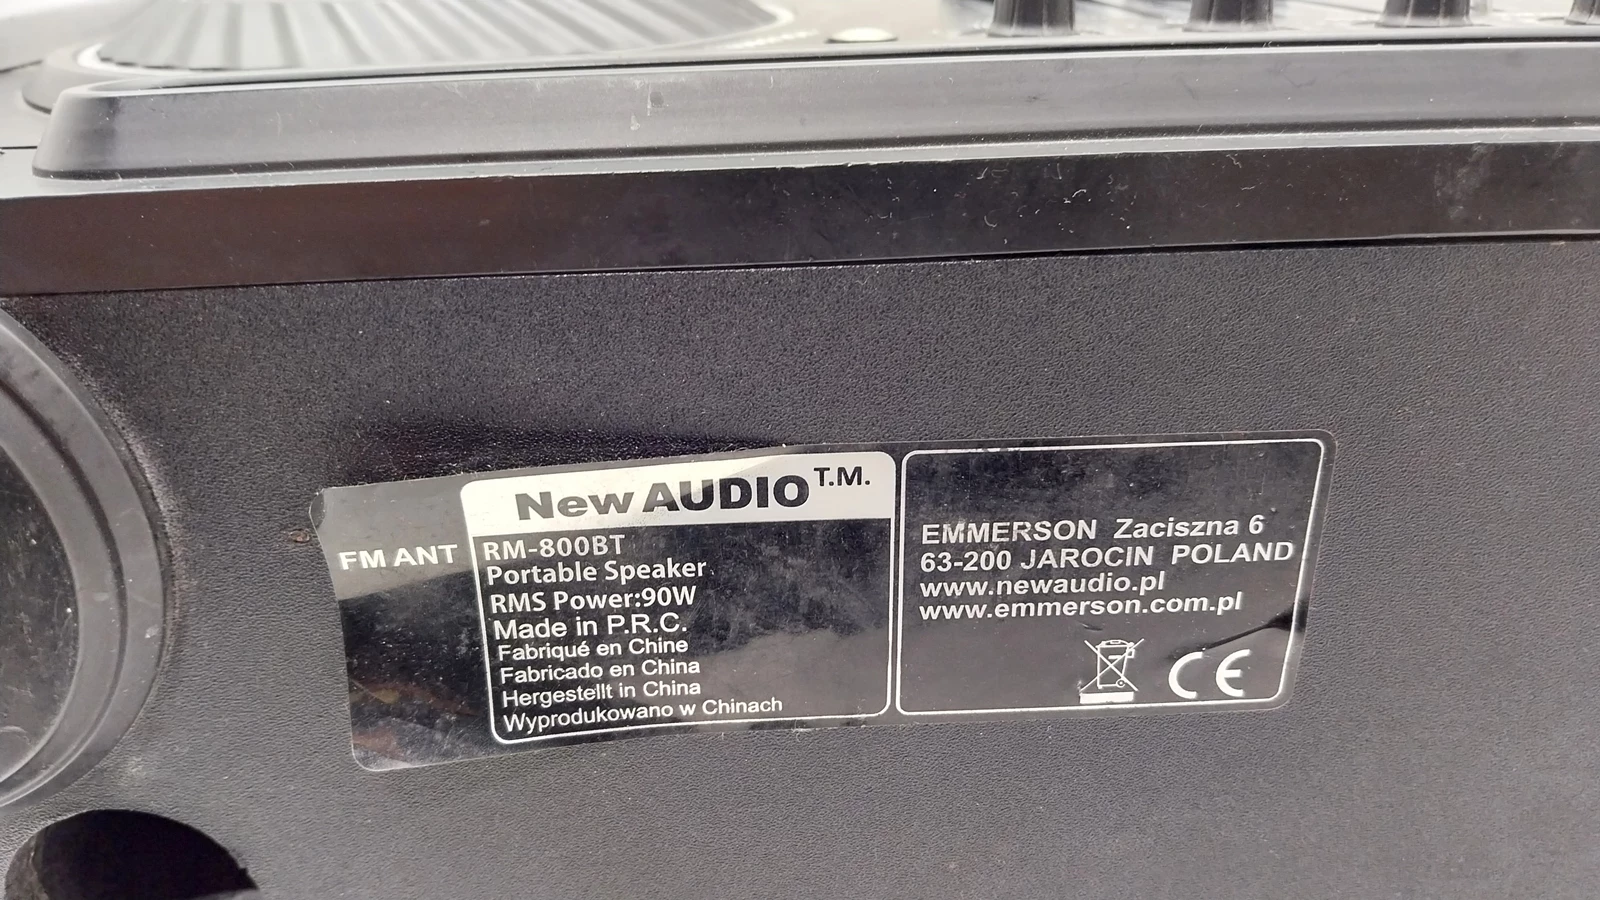 FM ANT
New AUDIO T.M.
RM-800BT
Portable Speaker
RMS Power:90W
Made in P.R.C.
Fabriqué en Chine
Fabricado en China
Hergestellt in China
Wyprodukowano w Chinach
EMMERSON Zaciszna 6
63-200 JAROCIN POLAND
www.newaudio.pl
www.emmerson.com.pl
CE